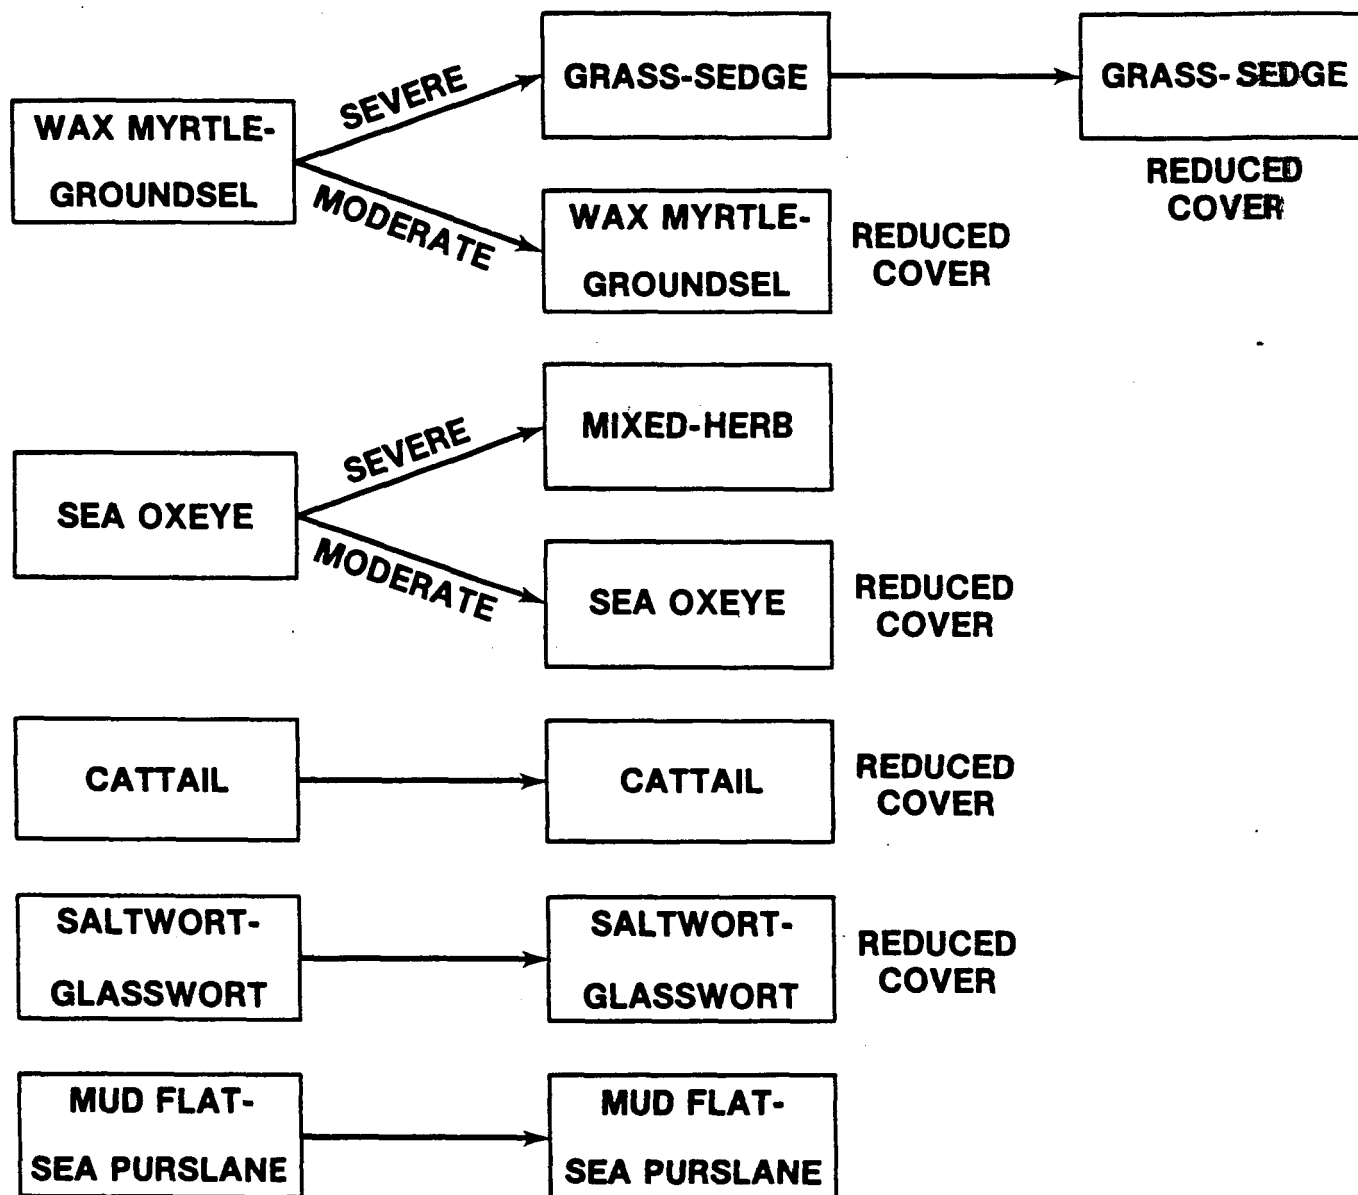 SEVERE
GRASS-SEDGE
GRASS-SEDGE
WAX MYRTLE-
GROUNDSEL
REDUCED
COVER
MODERATE
WAX MYRTLE-
GROUNDSEL
REDUCED
COVER
SEVERE
MIXED-HERB
SEA OXEYE
MODERATE
SEA OXEYE
REDUCED
COVER
CATTAIL
CATTAIL
REDUCED
COVER
SALTWORT-
GLASSWORT
SALTWORT-
GLASSWORT
REDUCED
COVER
MUD FLAT-
SEA PURSLANE
MUD FLAT-
SEA PURSLANE